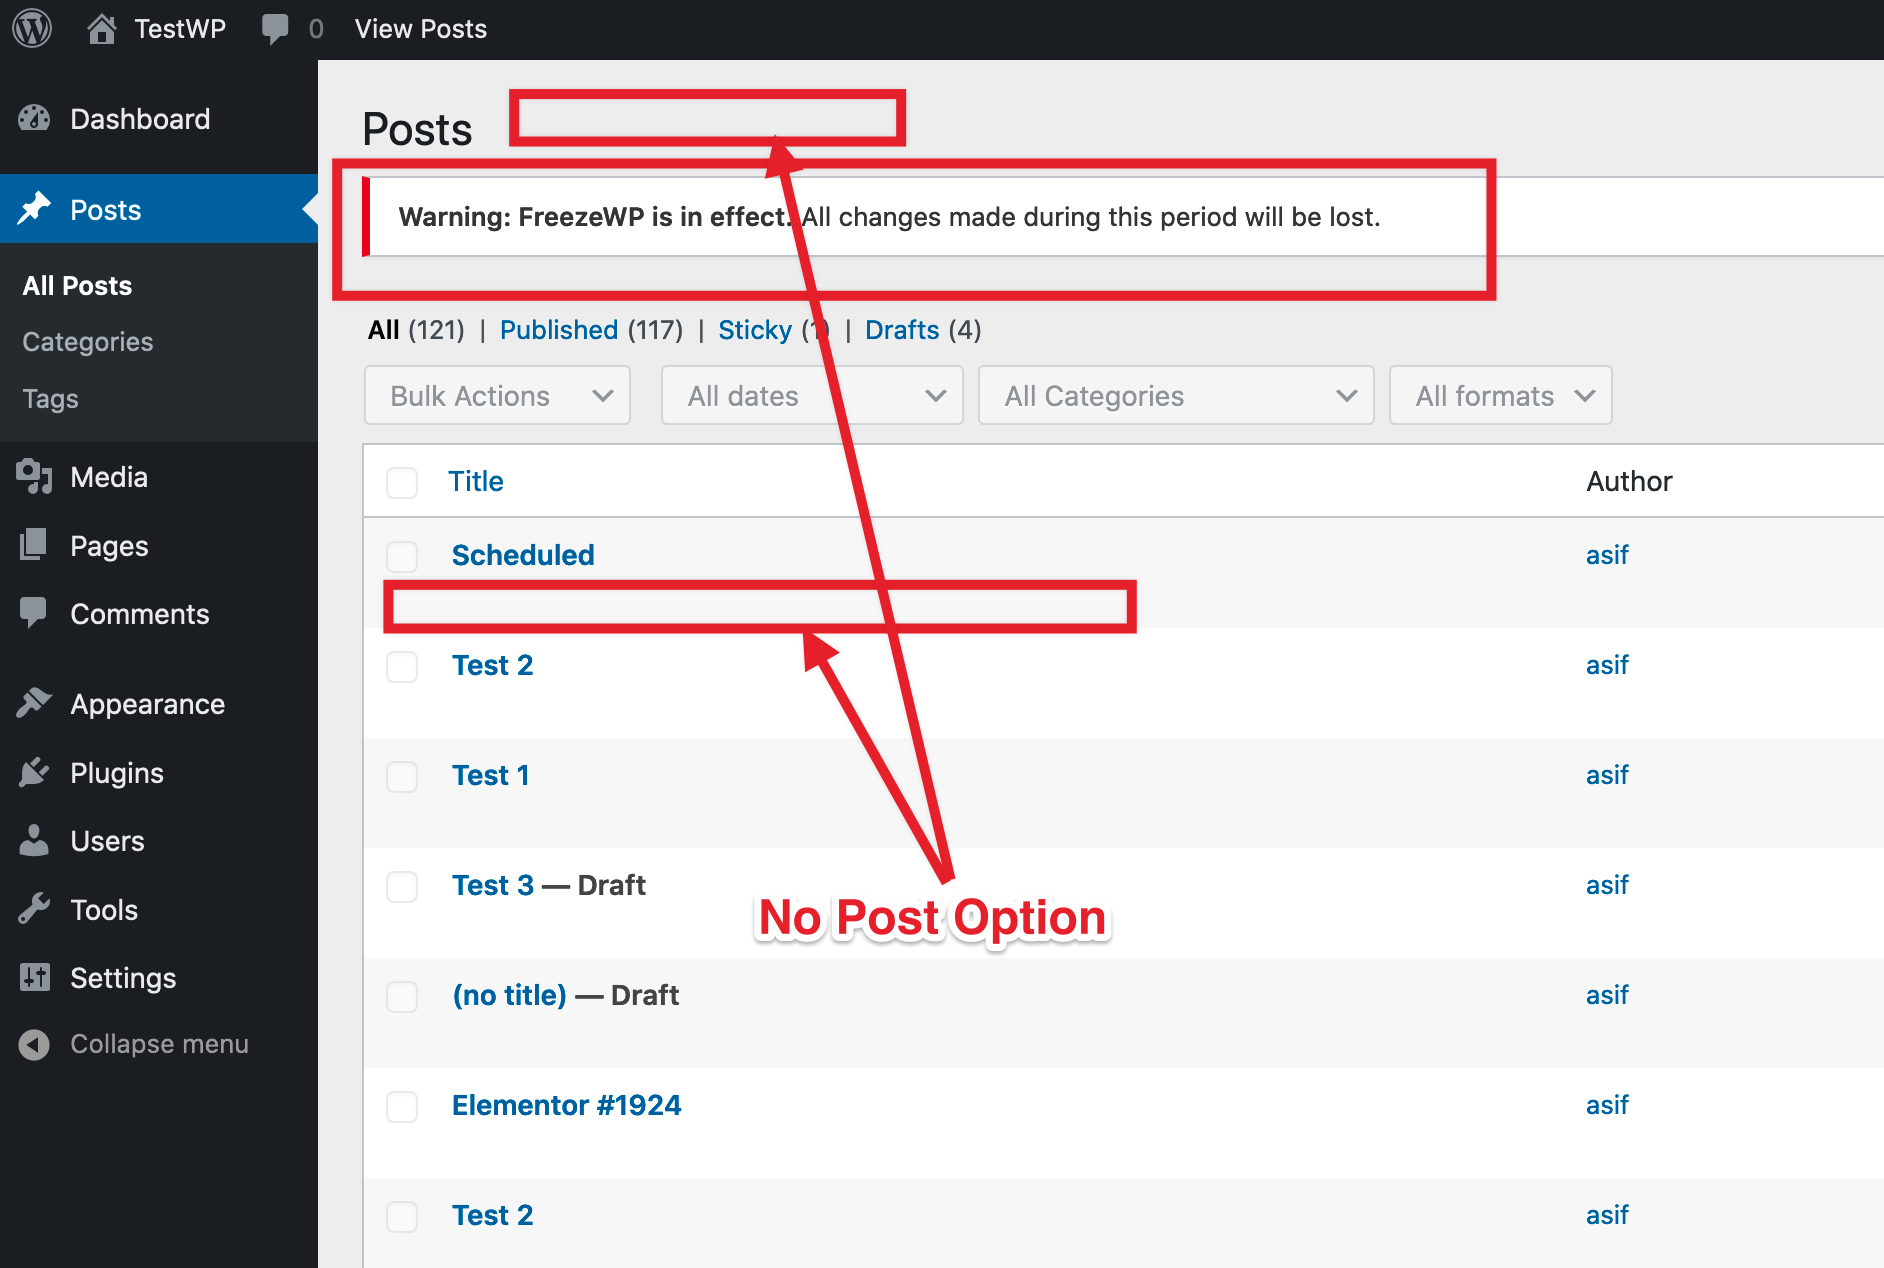 TestWP 0 View Posts
Dashboard
Posts
All Posts
Categories
Tags
Media
Pages
Comments
Appearance
Plugins
Users
Tools
Settings
Collapse menu
Posts
Warning: FreezeWP is in effect. All changes made during this period will be lost.
All (121) | Published (117) | Sticky (1) | Drafts (4)
Bulk Actions All dates All Categories All formats
Title Author
Scheduled asif
Test 2 asif
Test 1 asif
Test 3 — Draft asif
No Post Option
(no title) — Draft asif
Elementor #1924 asif
Test 2 asif